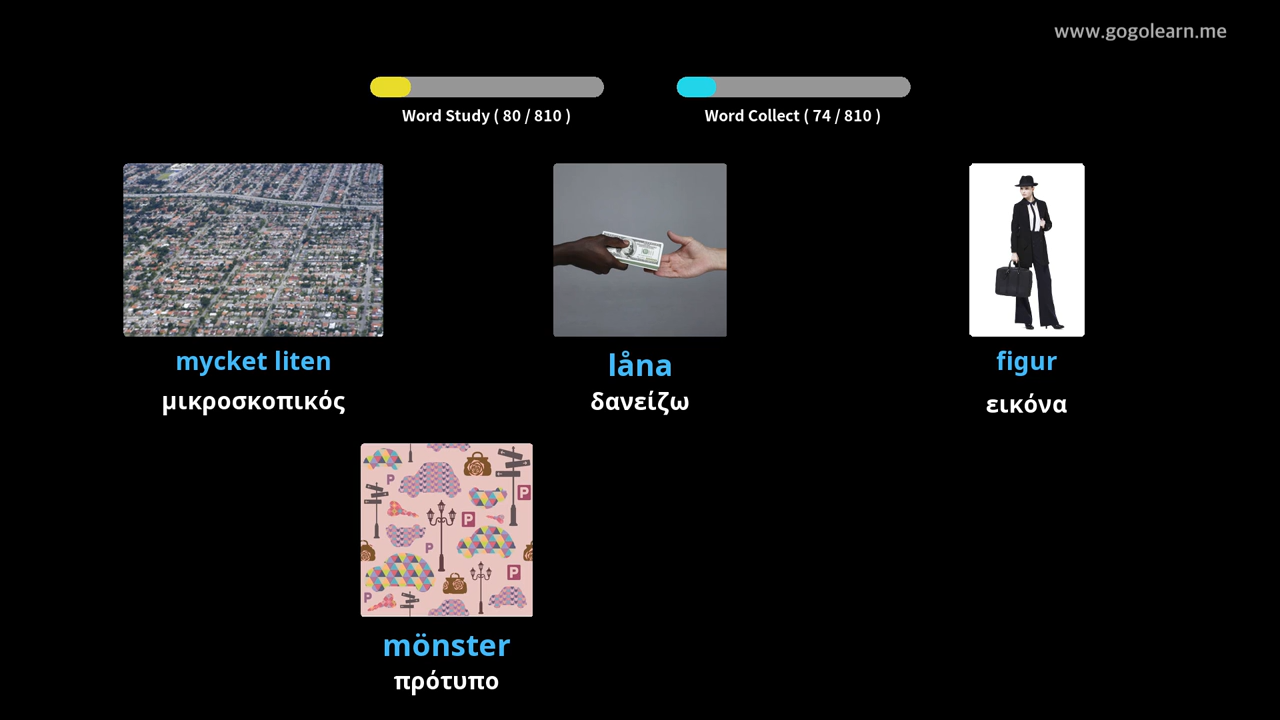 www.gogolearn.me
Word Study ( 80 / 810 )
Word Collect ( 74 / 810 )
mycket liten
μικροσκοπικός
låna
δανείζω
figur
εικόνα
P
P
P
P
P
P
mönster
πρότυπο